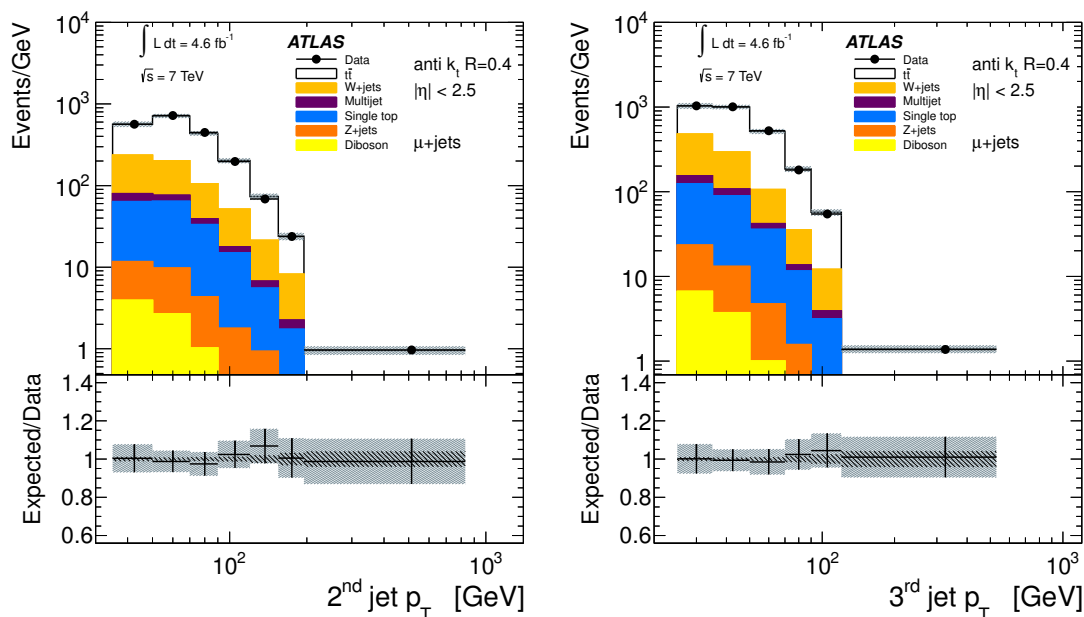 Events/GeV
10⁴
10³
10²
10
1
∫ L dt = 4.6 fb⁻¹
√s = 7 TeV
ATLAS
Data
tt̄
W+jets
Multijet
Single top
Z+jets
Diboson
anti kₜ R=0.4
|η| < 2.5
μ+jets
Expected/Data
1.4
1.2
1
0.8
0.6
10²
10³
2ⁿᵈ jet p_T [GeV]
Events/GeV
10⁴
10³
10²
10
1
∫ L dt = 4.6 fb⁻¹
√s = 7 TeV
ATLAS
Data
tt̄
W+jets
Multijet
Single top
Z+jets
Diboson
anti kₜ R=0.4
|η| < 2.5
μ+jets
Expected/Data
1.4
1.2
1
0.8
0.6
10²
10³
3ʳᵈ jet p_T [GeV]